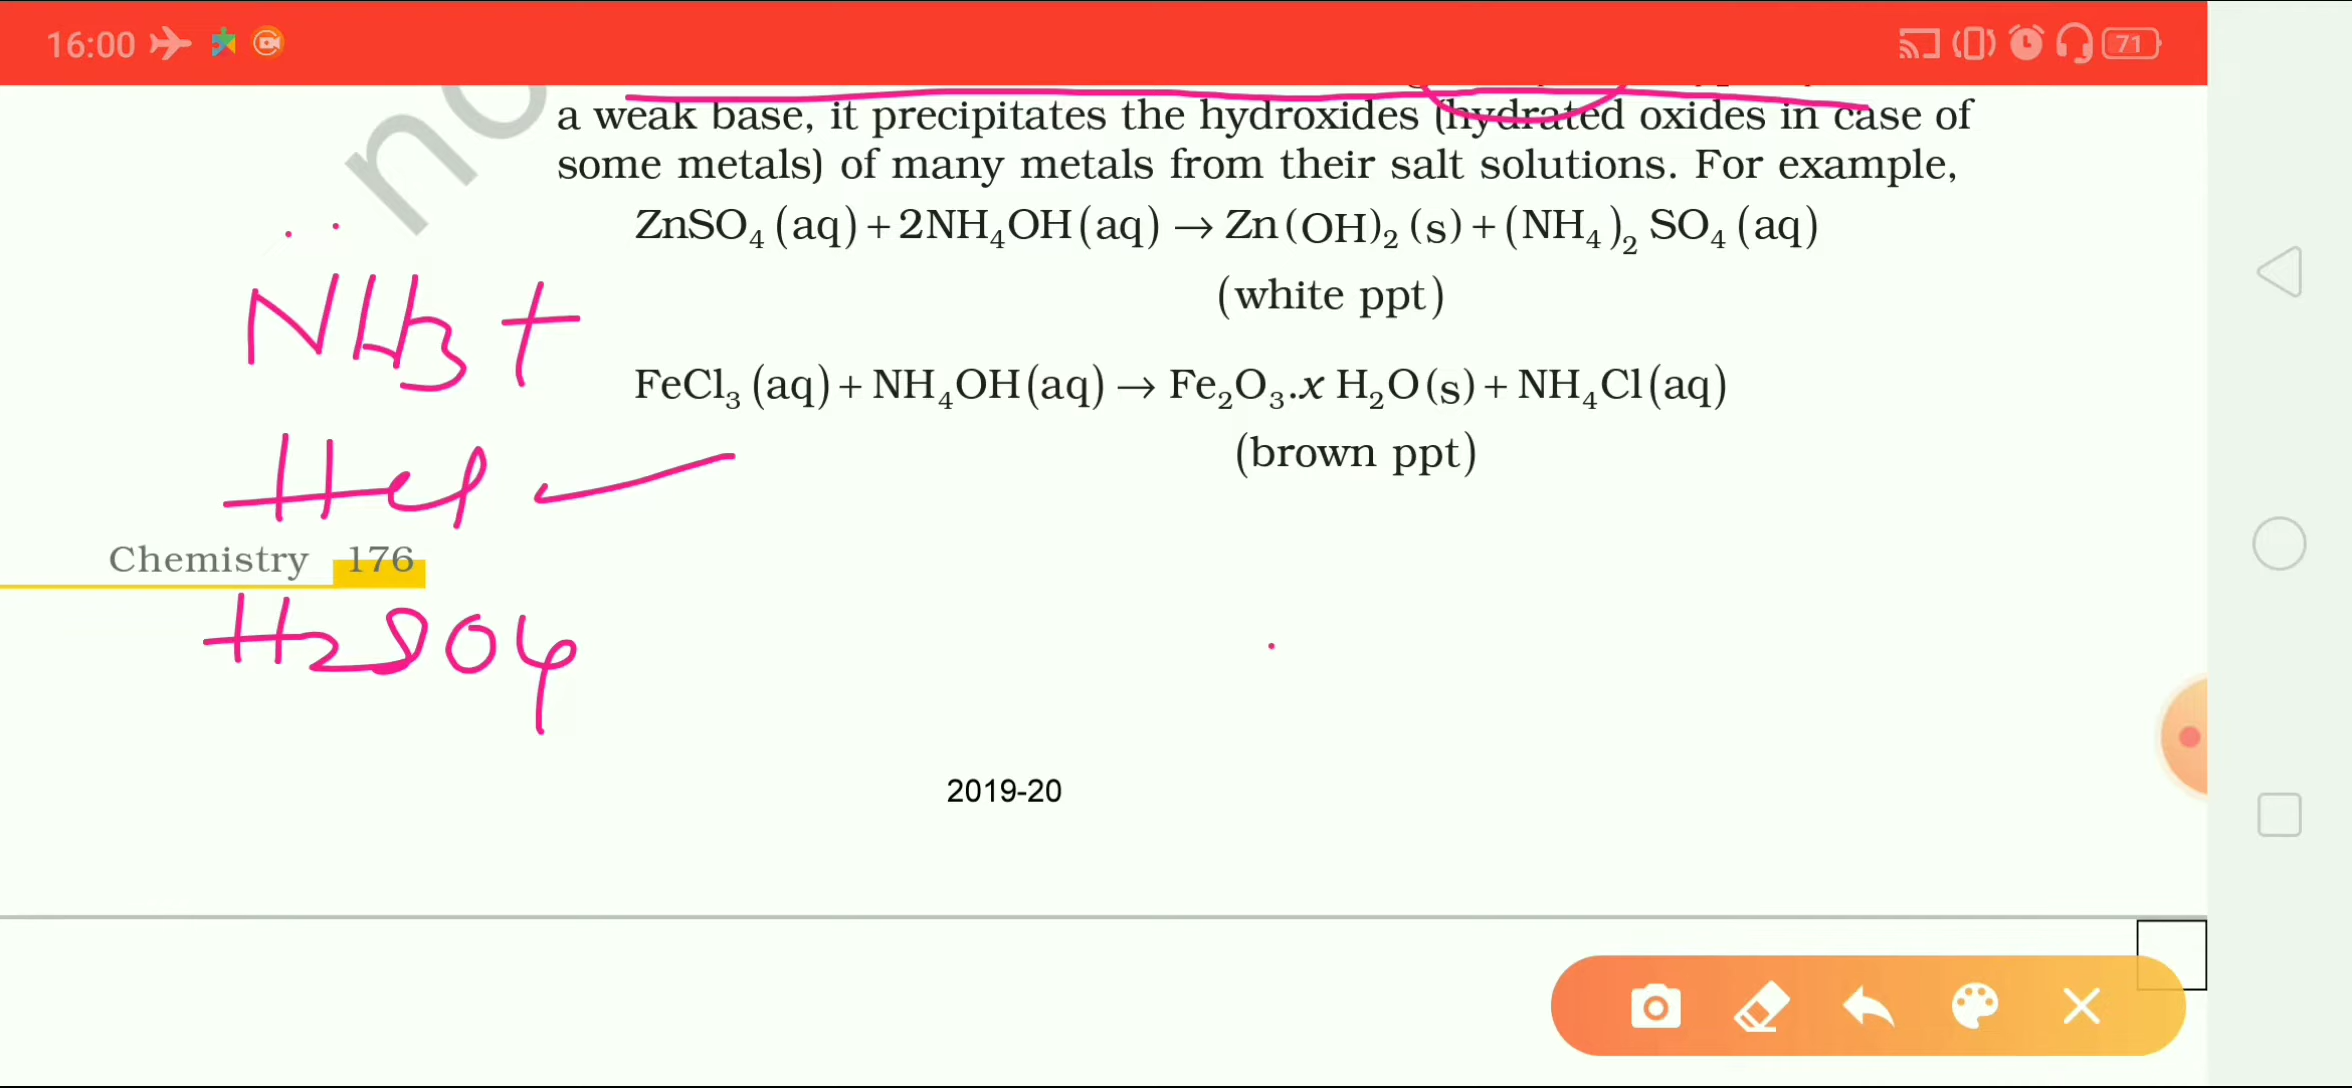 16:00
71
no
a weak base, it precipitates the hydroxides (hydrated oxides in case of
some metals) of many metals from their salt solutions. For example,
ZnSO₄(aq) + 2NH₄OH(aq) → Zn(OH)₂(s) + (NH₄)₂SO₄(aq)
(white ppt)
NH3 +
FeCl₃(aq) + NH₄OH(aq) → Fe₂O₃.x H₂O(s) + NH₄Cl(aq)
(brown ppt)
HCl
Chemistry 176
H2SO4
2019-20